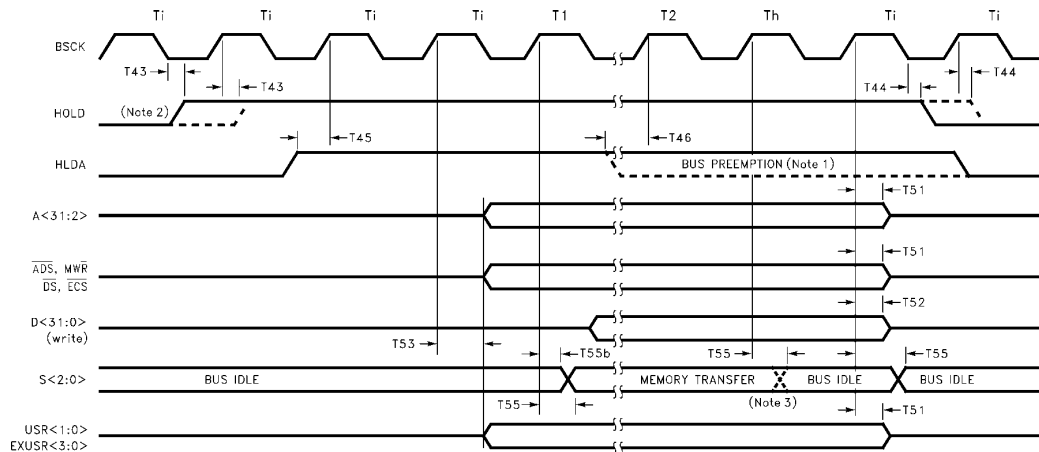 Ti Ti Ti Ti T1 T2 Th Ti Ti
BSCK
T43 T43 T44 T44
HOLD (Note 2)
T45 T46
HLDA BUS PREEMPTION (Note 1)
T51
A<31:2>
ADS, MWR T51
DS, ECS
T52
D<31:0>
(write)
T53 T55b T55 T55
S<2:0> BUS IDLE MEMORY TRANSFER BUS IDLE BUS IDLE
(Note 3)
T55 T51
USR<1:0>
EXUSR<3:0>